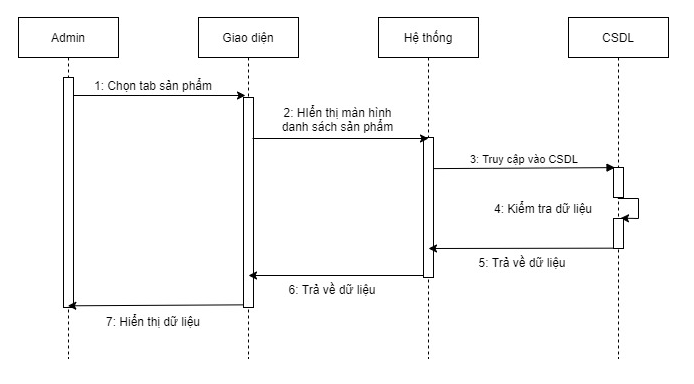 Admin
Giao diện
Hệ thống
CSDL
1: Chọn tab sản phẩm
2: HIển thị màn hình
danh sách sản phẩm
3: Truy cập vào CSDL
4: Kiểm tra dữ liệu
5: Trả về dữ liệu
6: Trả về dữ liệu
7: Hiển thị dữ liệu